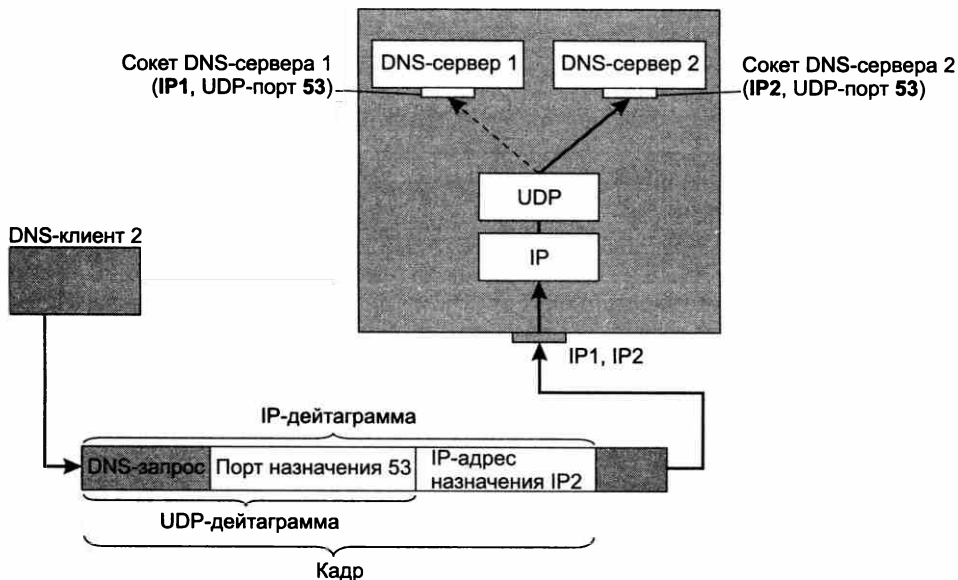 DNS-сервер 1
DNS-сервер 2
Сокет DNS-сервера 1
(IP1, UDP-порт 53)
Сокет DNS-сервера 2
(IP2, UDP-порт 53)
UDP
IP
DNS-клиент 2
IP1, IP2
IP-дейтаграмма
DNS-запрос
Порт назначения 53
IP-адрес
назначения IP2
UDP-дейтаграмма
Кадр